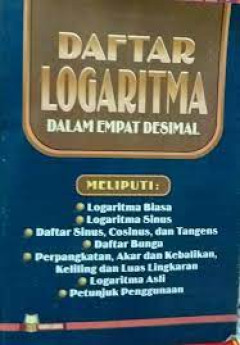 DAFTAR
LOGARITMA
DALAM EMPAT DESIMAL
MELIPUTI:
Logaritma Biasa
Logaritma Sinus
Daftar Sinus, Cosinus, dan Tangens
Daftar Bunga
Perpangkatan, Akar dan Kebalikan,
Keliling dan Luas Lingkaran
Logaritma Asli
Petunjuk Penggunaan